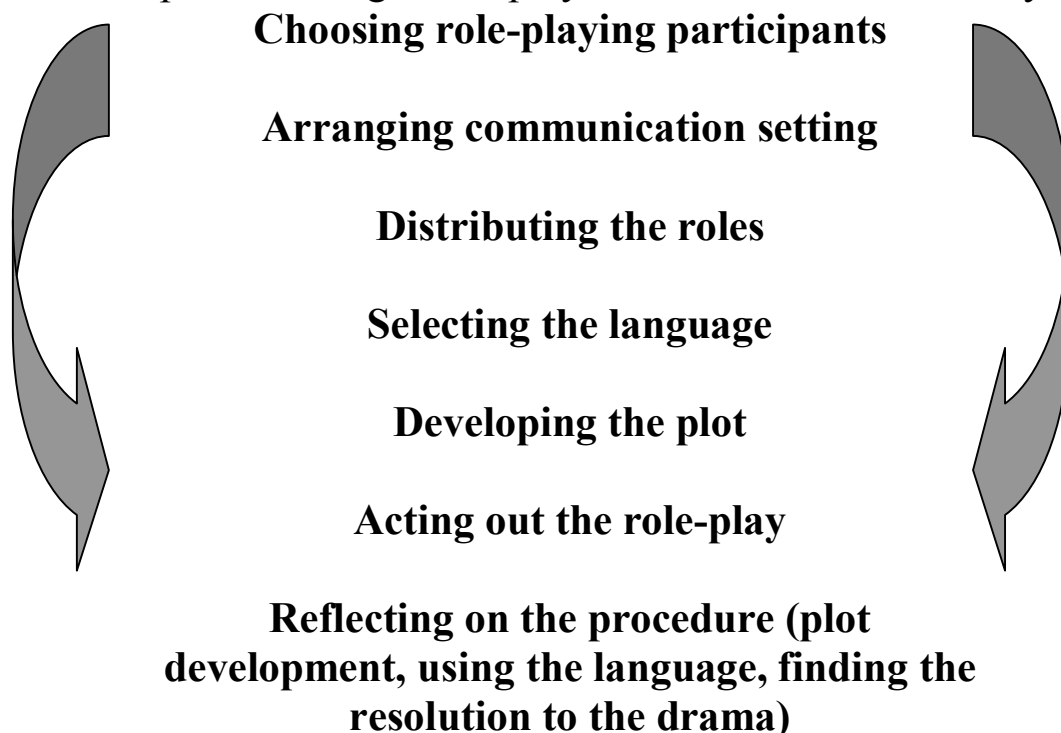 Choosing role-playing participants
Arranging communication setting
Distributing the roles
Selecting the language
Developing the plot
Acting out the role-play
Reflecting on the procedure (plot
development, using the language, finding the
resolution to the drama)